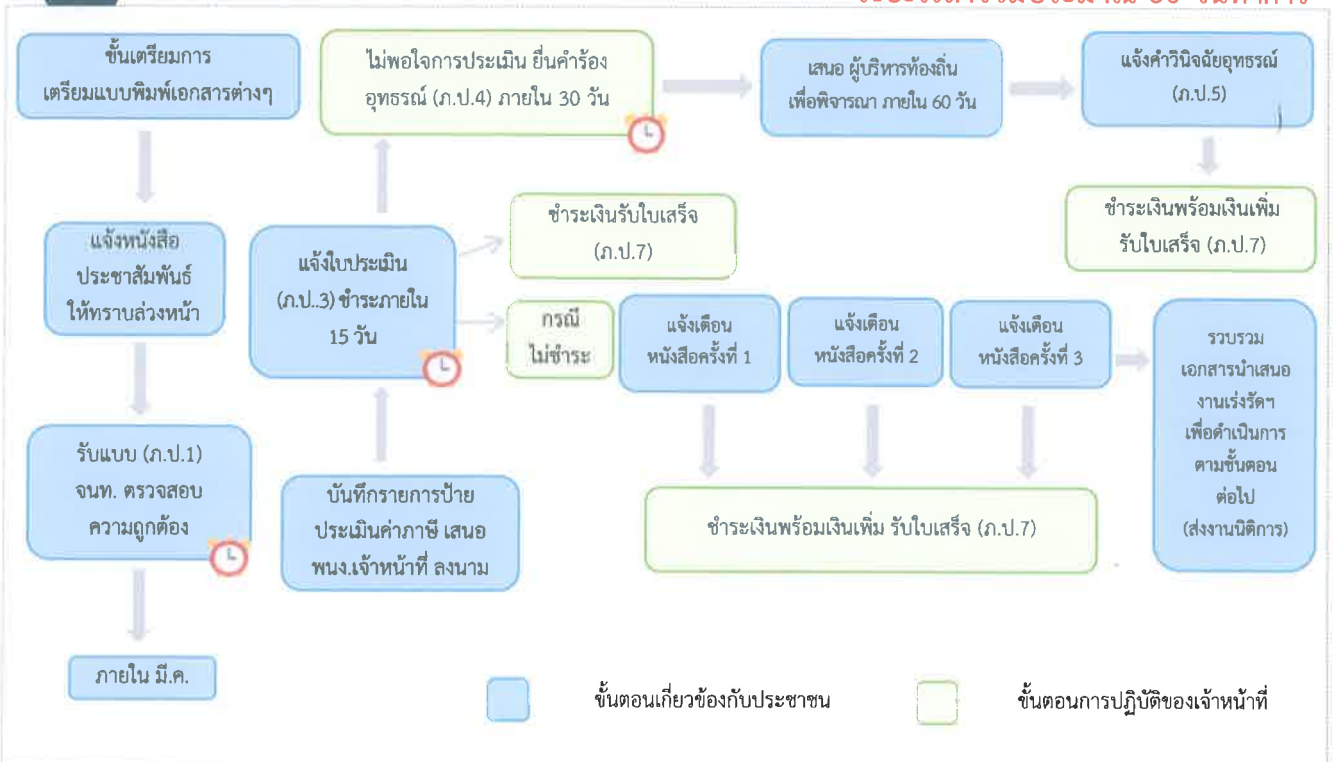 ขั้นเตรียมการ
เตรียมแบบพิมพ์เอกสารต่างๆ
แจ้งหนังสือ
ประชาสัมพันธ์
ให้ทราบล่วงหน้า
รับแบบ (ภ.ป.1)
จนท. ตรวจสอบ
ความถูกต้อง
ภายใน มี.ค.
บันทึกรายการป้าย
ประเมินค่าภาษี เสนอ
พนง.เจ้าหน้าที่ ลงนาม
แจ้งใบประเมิน
(ภ.ป..3) ชำระภายใน
15 วัน
ไม่พอใจการประเมิน ยื่นคำร้อง
อุทธรณ์ (ภ.ป.4) ภายใน 30 วัน
เสนอ ผู้บริหารท้องถิ่น
เพื่อพิจารณา ภายใน 60 วัน
แจ้งคำวินิจฉัยอุทธรณ์
(ภ.ป.5)
ชำระเงินพร้อมเงินเพิ่ม
รับใบเสร็จ (ภ.ป.7)
ชำระเงินรับใบเสร็จ
(ภ.ป.7)
กรณี
ไม่ชำระ
แจ้งเตือน
หนังสือครั้งที่ 1
แจ้งเตือน
หนังสือครั้งที่ 2
แจ้งเตือน
หนังสือครั้งที่ 3
รวบรวม
เอกสารนำเสนอ
งานเร่งรัดฯ
เพื่อดำเนินการ
ตามขั้นตอน
ต่อไป
(ส่งงานนิติการ)
ชำระเงินพร้อมเงินเพิ่ม รับใบเสร็จ (ภ.ป.7)
ขั้นตอนเกี่ยวข้องกับประชาชน
ขั้นตอนการปฏิบัติของเจ้าหน้าที่